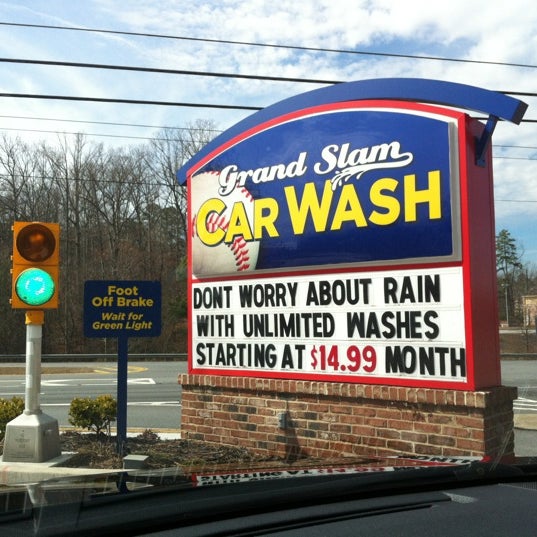 Grand Slam
CAR WASH
DONT WORRY ABOUT RAIN
WITH UNLIMITED WASHES
STARTING AT $14.99 MONTH
Foot
Off Brake
Wait for
Green Light